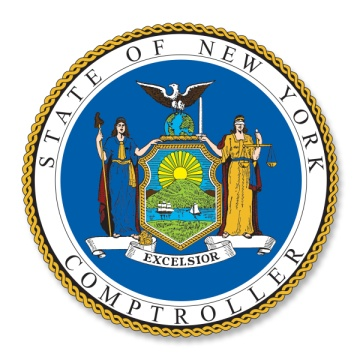 STATE OF NEW YORK
EXCELSIOR
COMPTROLLER